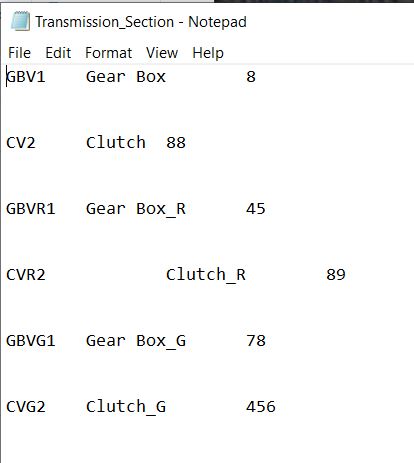 Transmission_Section - Notepad
File Edit Format View Help
GBV1 Gear Box 8
CV2 Clutch 88
GBVR1 Gear Box_R 45
CVR2 Clutch_R 89
GBVG1 Gear Box_G 78
CVG2 Clutch_G 456